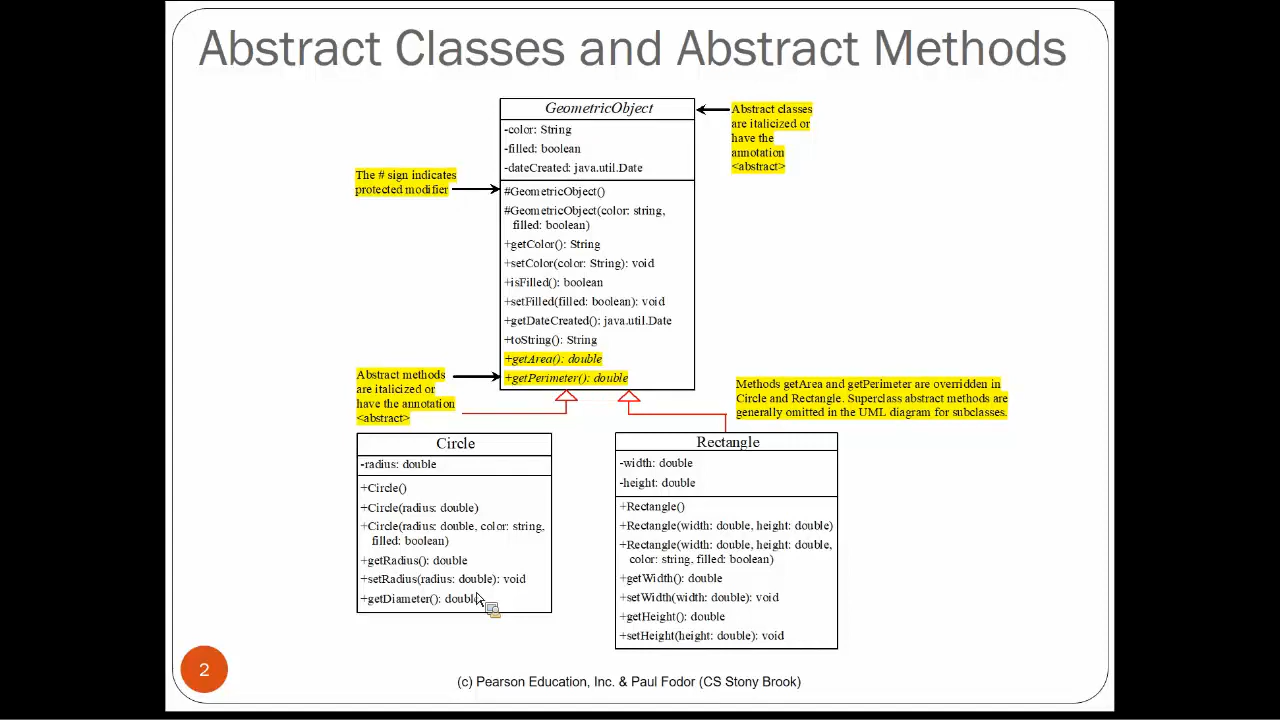 Abstract Classes and Abstract Methods
GeometricObject
-color: String
-filled: boolean
-dateCreated: java.util.Date
#GeometricObject()
#GeometricObject(color: string,
filled: boolean)
+getColor(): String
+setColor(color: String): void
+isFilled(): boolean
+setFilled(filled: boolean): void
+getDateCreated(): java.util.Date
+toString(): String
+getArea(): double
+getPerimeter(): double
Abstract classes
are italicized or
have the
annotation
<abstract>
The # sign indicates
protected modifier
Abstract methods
are italicized or
have the annotation
<abstract>
Methods getArea and getPerimeter are overridden in
Circle and Rectangle. Superclass abstract methods are
generally omitted in the UML diagram for subclasses.
Circle
-radius: double
+Circle()
+Circle(radius: double)
+Circle(radius: double, color: string,
filled: boolean)
+getRadius(): double
+setRadius(radius: double): void
+getDiameter(): double
Rectangle
-width: double
-height: double
+Rectangle()
+Rectangle(width: double, height: double)
+Rectangle(width: double, height: double,
color: string, filled: boolean)
+getWidth(): double
+setWidth(width: double): void
+getHeight(): double
+setHeight(height: double): void
2
(c) Pearson Education, Inc. & Paul Fodor (CS Stony Brook)